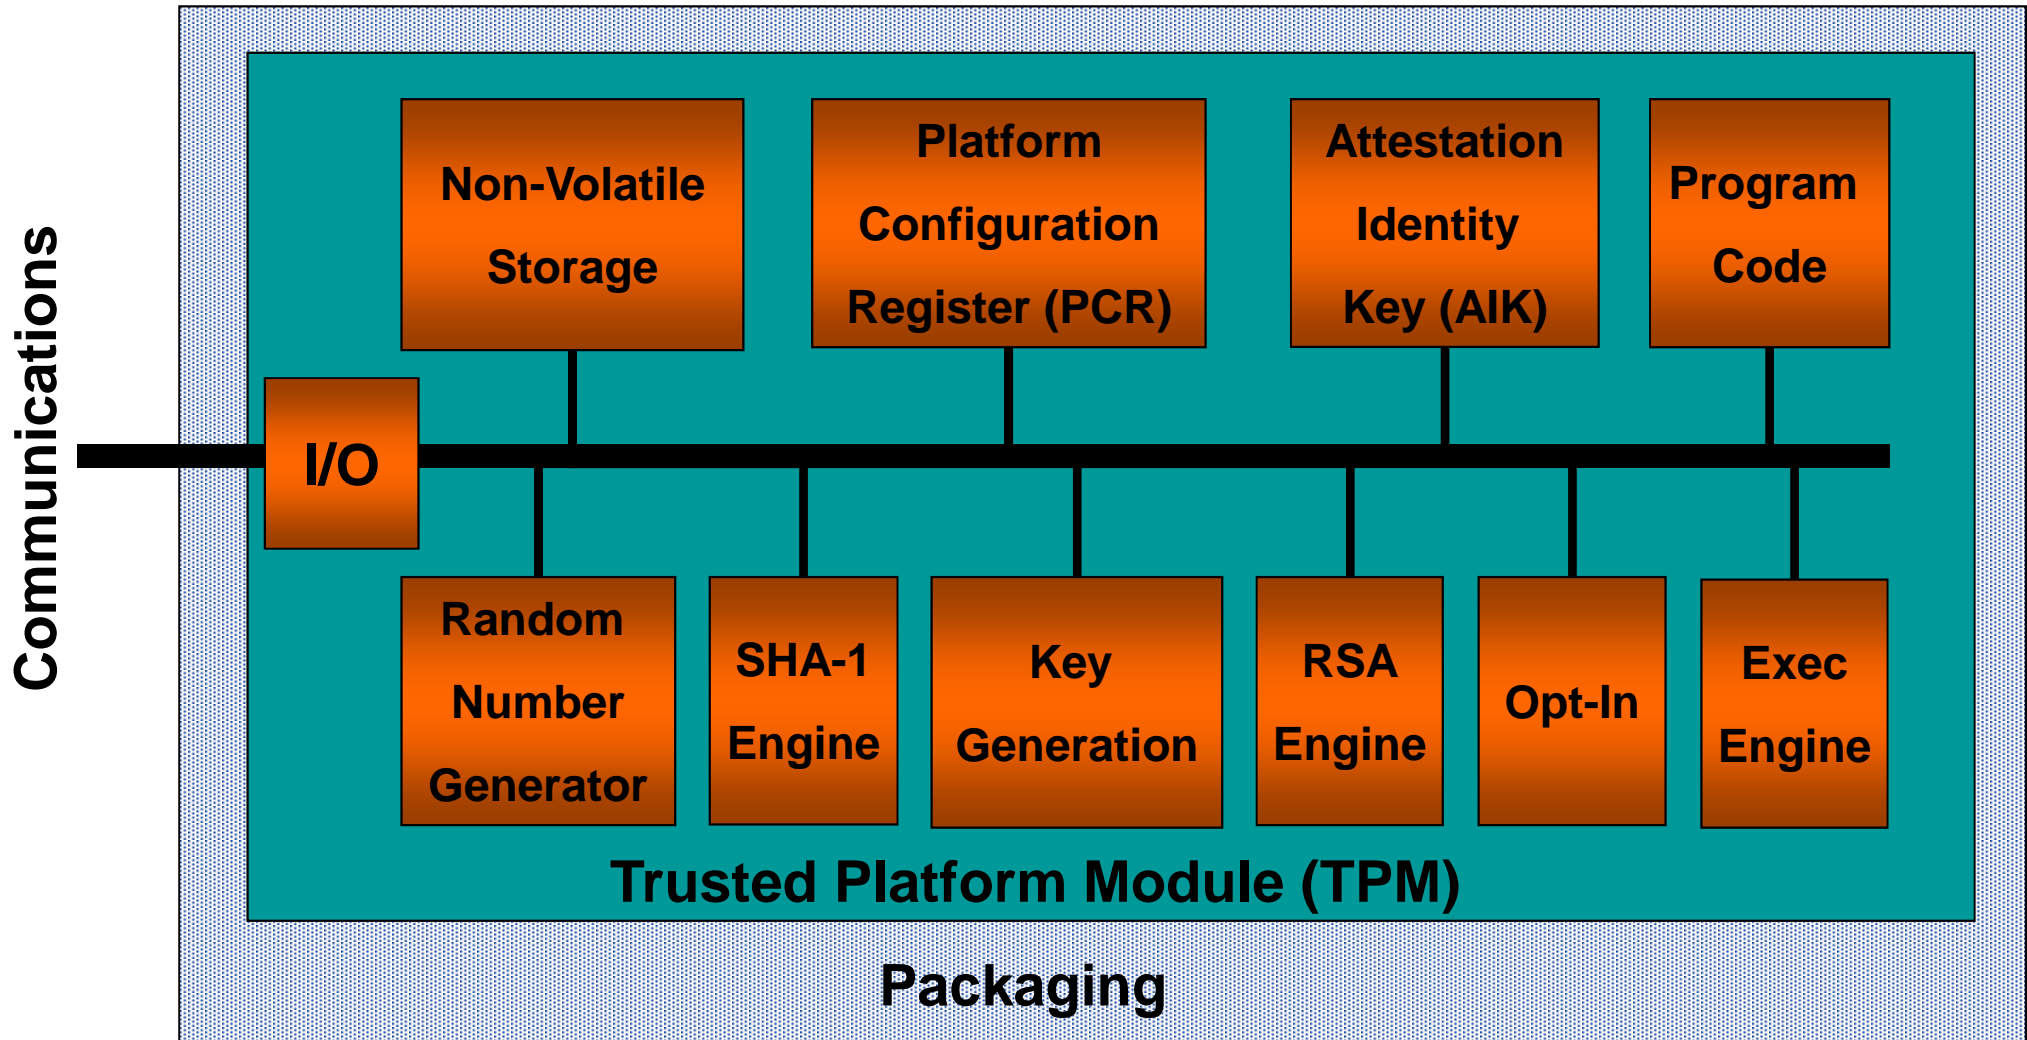 Communications
Non-Volatile
Storage
Platform
Configuration
Register (PCR)
Attestation
Identity
Key (AIK)
Program
Code
I/O
Random
Number
Generator
SHA-1
Engine
Key
Generation
RSA
Engine
Opt-In
Exec
Engine
Trusted Platform Module (TPM)
Packaging